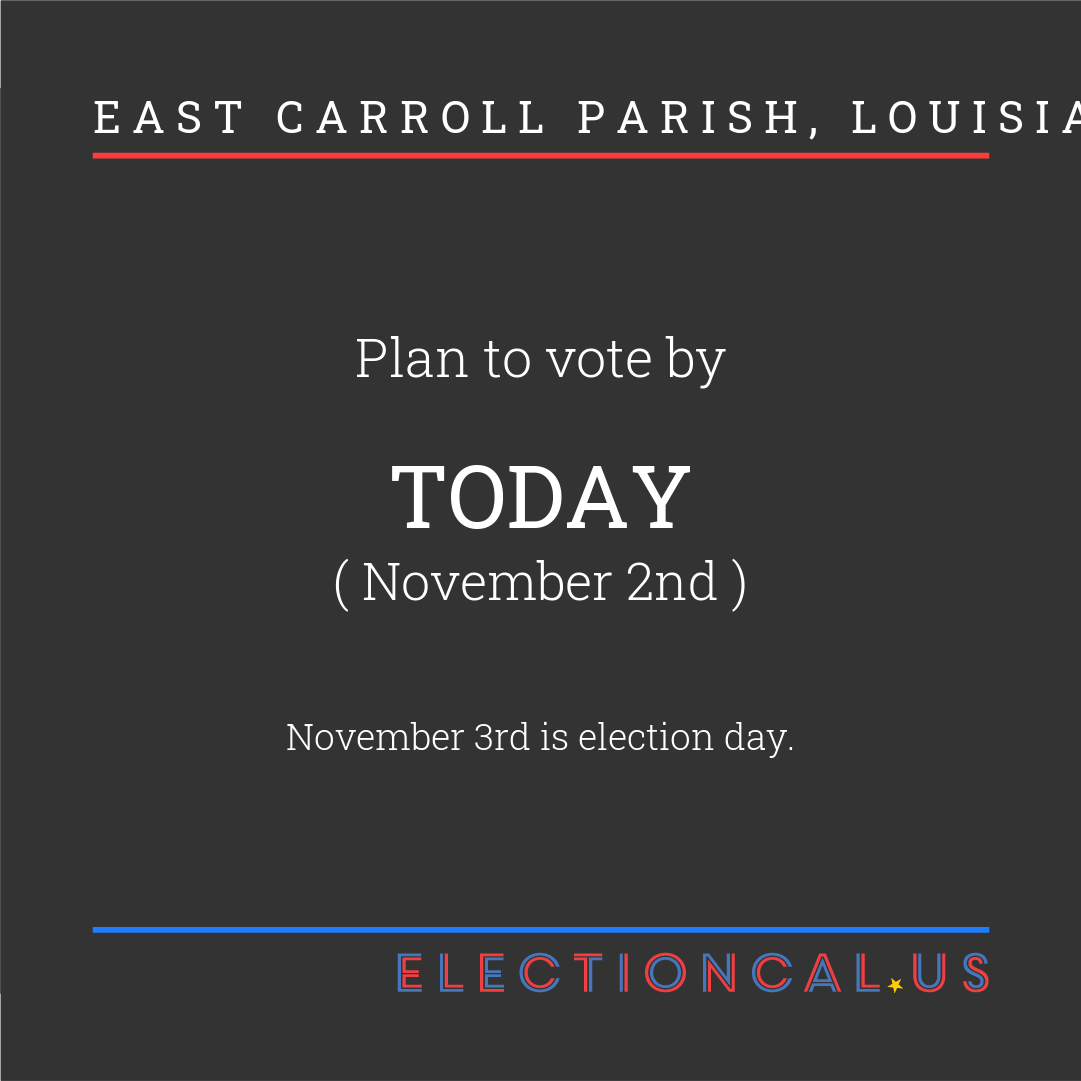 EAST CARROLL PARISH, LOUISIA
Plan to vote by
TODAY
( November 2nd )
November 3rd is election day.
ELECTIONCAL.US